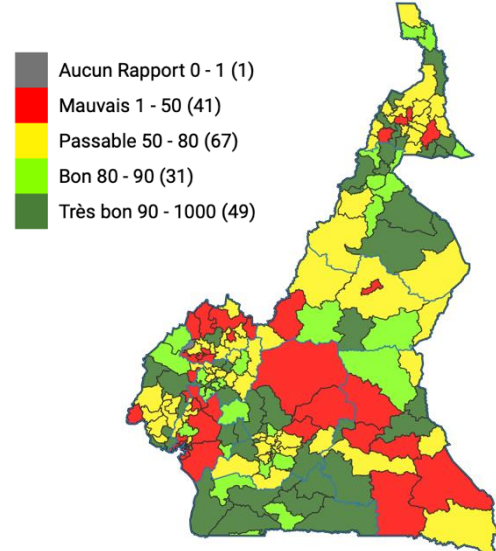 Aucun Rapport 0 - 1 (1)
Mauvais 1 - 50 (41)
Passable 50 - 80 (67)
Bon 80 - 90 (31)
Très bon 90 - 1000 (49)